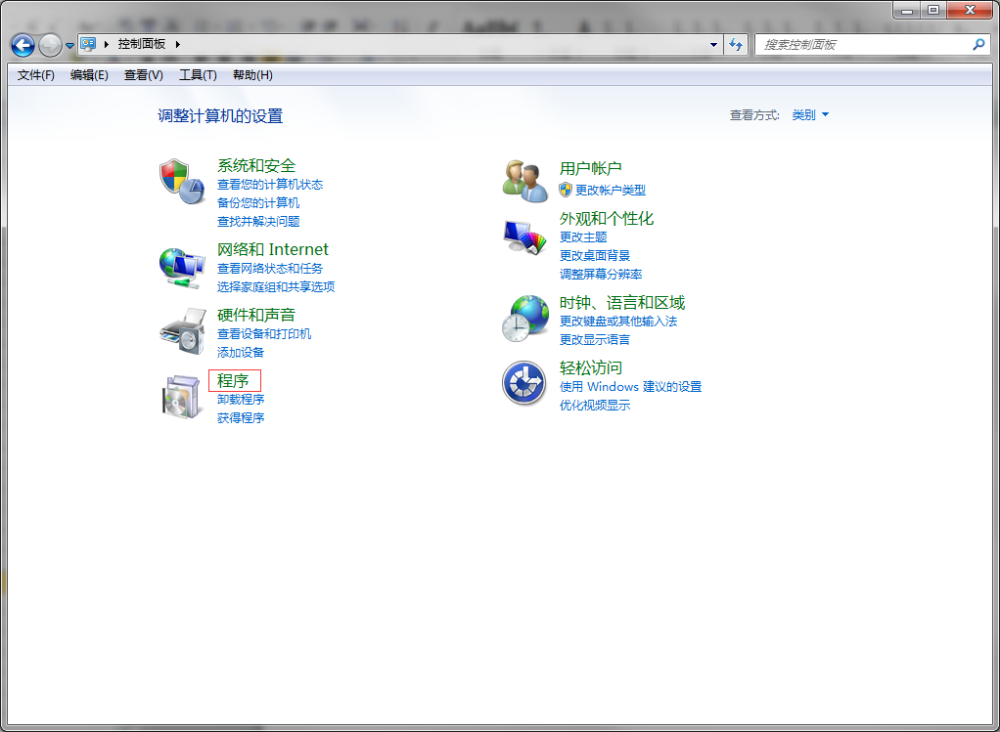 控制面板
搜索控制面板
文件(F) 编辑(E) 查看(V) 工具(T) 帮助(H)
调整计算机的设置
查看方式: 类别
系统和安全
查看您的计算机状态
备份您的计算机
查找并解决问题
网络和 Internet
查看网络状态和任务
选择家庭组和共享选项
硬件和声音
查看设备和打印机
添加设备
程序
卸载程序
获得程序
用户帐户
更改帐户类型
外观和个性化
更改主题
更改桌面背景
调整屏幕分辨率
时钟、语言和区域
更改键盘或其他输入法
更改显示语言
轻松访问
使用 Windows 建议的设置
优化视频显示